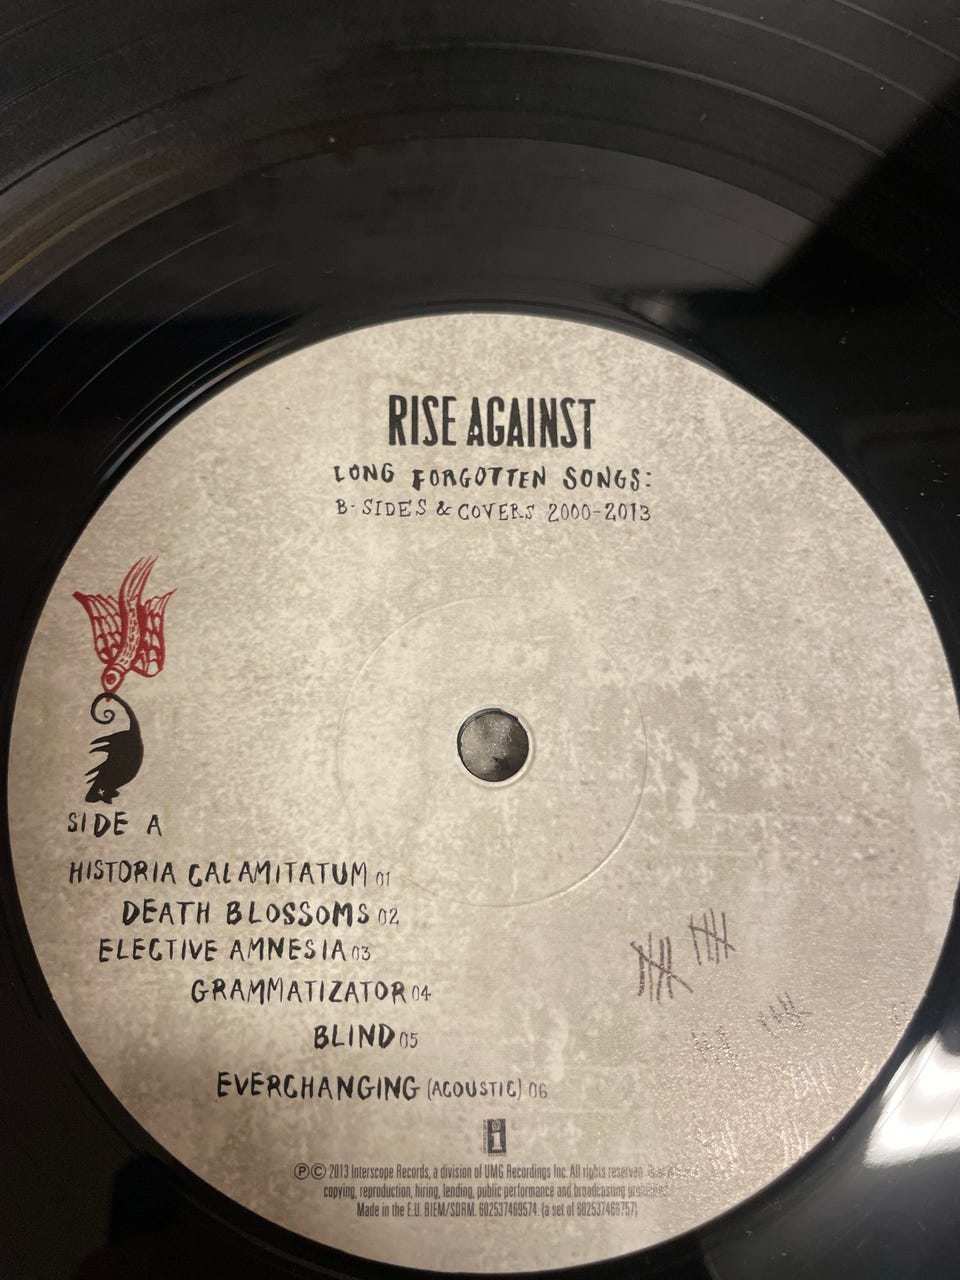 RISE AGAINST
LONG FORGOTTEN SONGS:
B-SIDES & COVERS 2000-2013
SIDE A
HISTORIA CALAMITATUM 01
DEATH BLOSSOMS 02
ELECTIVE AMNESIA 03
GRAMMATIZATOR 04
BLIND 05
EVERCHANGING (ACOUSTIC) 06
i
℗© 2013 Interscope Records, a division of UMG Recordings Inc. All rights reserved.
copying, reproduction, hiring, lending, public performance and broadcasting prohibited.
Made in the E.U. BIEM/SDRM. 602537469574. (a set of 602537466757)